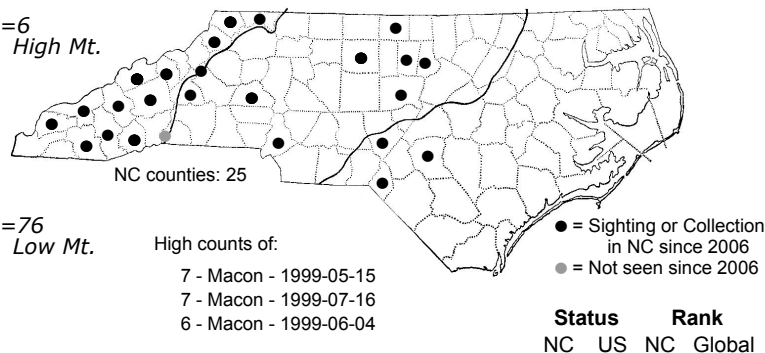 =6
High Mt.
NC counties: 25
=76
Low Mt.
High counts of:
7 - Macon - 1999-05-15
7 - Macon - 1999-07-16
6 - Macon - 1999-06-04
● = Sighting or Collection
in NC since 2006
● = Not seen since 2006
Status Rank
NC US NC Global